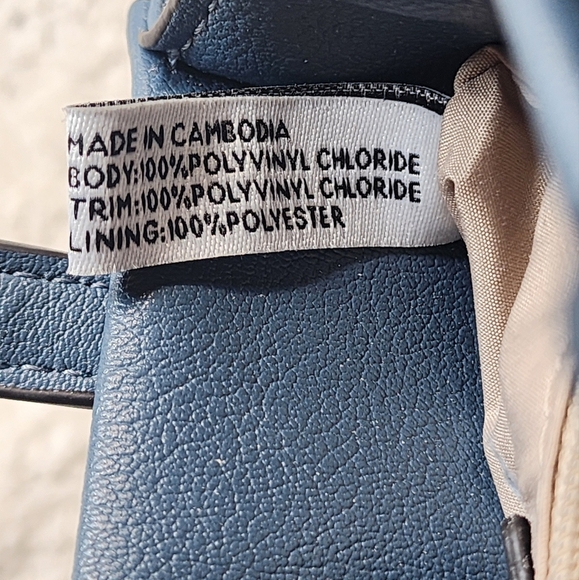 MADE IN CAMBODIA
BODY:100%POLYVINYL CHLORIDE
TRIM:100%POLYVINYL CHLORIDE
LINING:100%POLYESTER